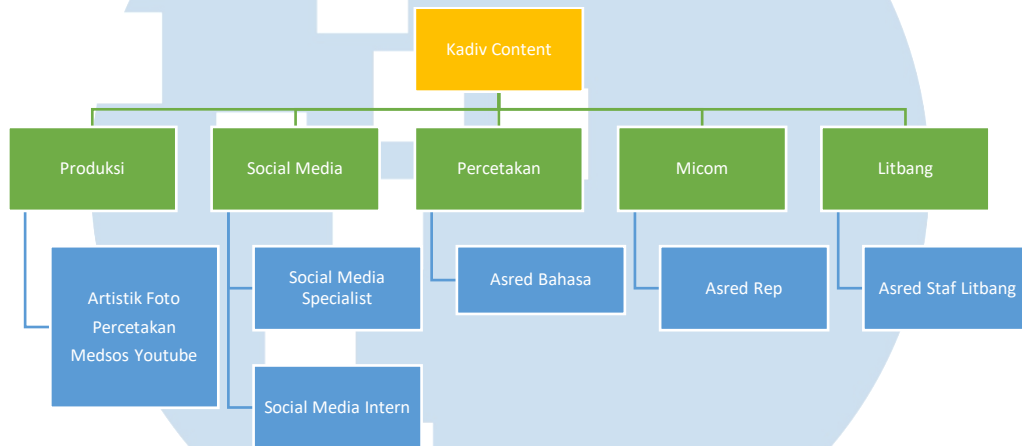 Kadiv Content
Produksi
Social Media
Percetakan
Micom
Litbang
Artistik Foto
Percetakan
Medsos Youtube
Social Media
Specialist
Social Media Intern
Asred Bahasa
Asred Rep
Asred Staf Litbang